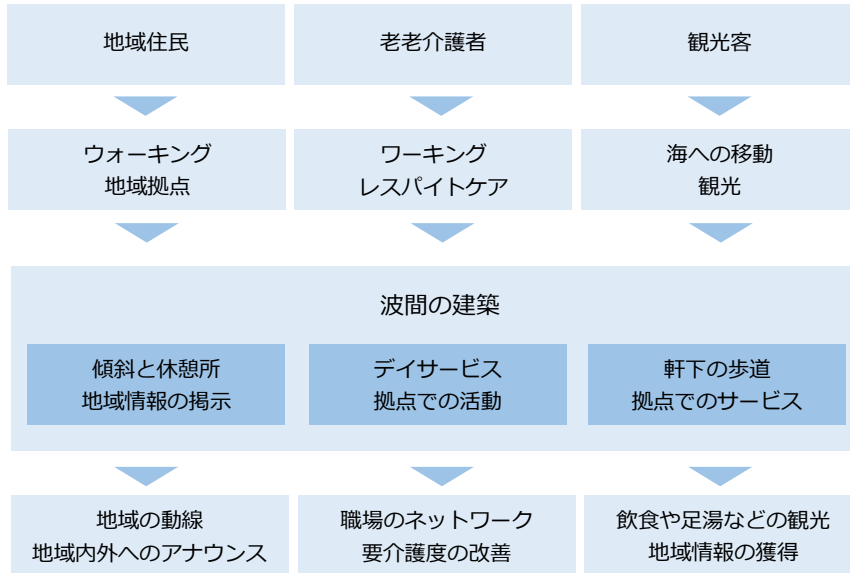 地域住民
老老介護者
観光客
ウォーキング
地域拠点
ワーキング
レスパイトケア
海への移動
観光
波間の建築
傾斜と休憩所
地域情報の掲示
デイサービス
拠点での活動
軒下の歩道
拠点でのサービス
地域の動線
地域内外へのアナウンス
職場のネットワーク
要介護度の改善
飲食や足湯などの観光
地域情報の獲得